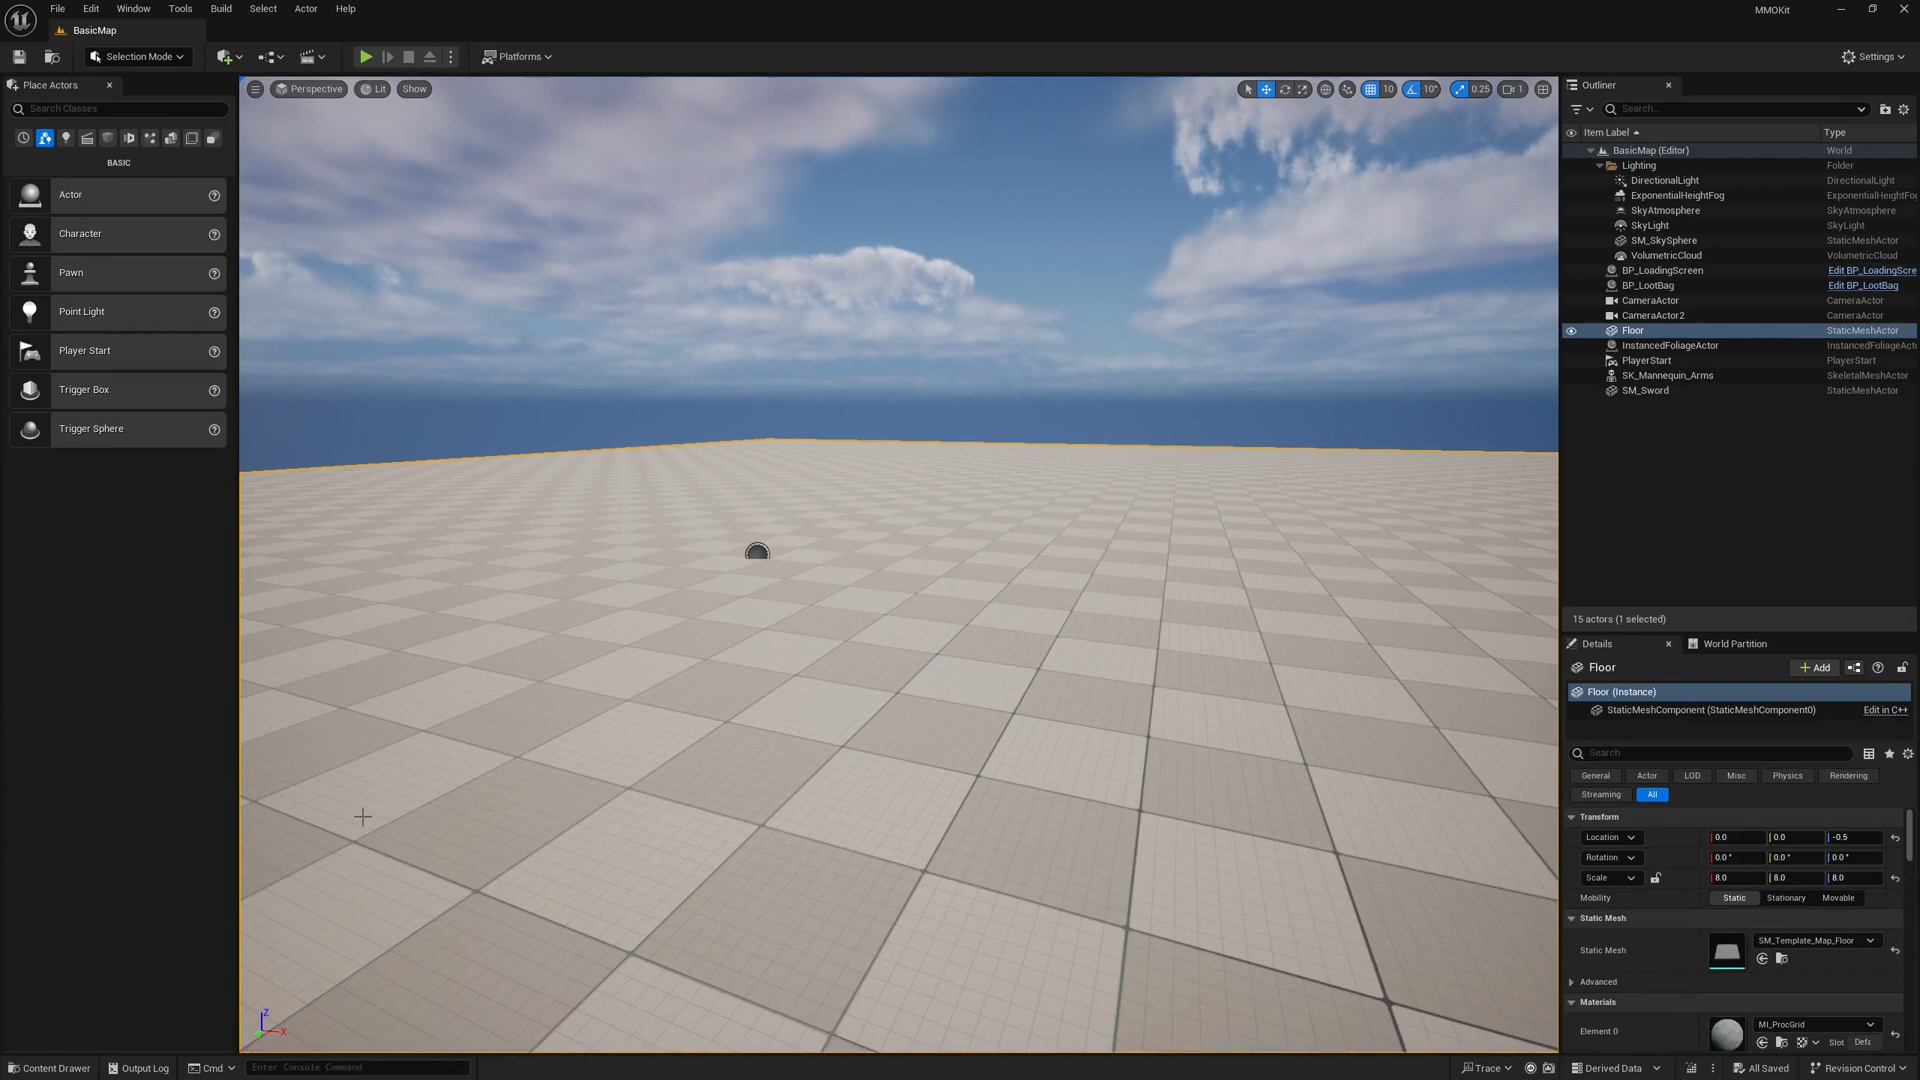 File Edit Window Tools Build Select Actor Help
MMOKit
BasicMap
Selection Mode
Platforms
Settings
Place Actors
Search Classes
BASIC
Actor
Character
Pawn
Point Light
Player Start
Trigger Box
Trigger Sphere
Perspective Lit Show
10 10° 0.25 1
Outliner
Search...
Item Label Type
BasicMap (Editor) World
Lighting Folder
DirectionalLight DirectionalLight
ExponentialHeightFog ExponentialHeightFog
SkyAtmosphere SkyAtmosphere
SkyLight SkyLight
SM_SkySphere StaticMeshActor
VolumetricCloud VolumetricCloud
BP_LoadingScreen Edit BP_LoadingScre
BP_LootBag Edit BP_LootBag
CameraActor CameraActor
CameraActor2 CameraActor
Floor StaticMeshActor
InstancedFoliageActor InstancedFoliageActo
PlayerStart PlayerStart
SK_Mannequin_Arms SkeletalMeshActor
SM_Sword StaticMeshActor
15 actors (1 selected)
Details World Partition
Floor Add
Floor (Instance)
StaticMeshComponent (StaticMeshComponent0) Edit in C++
Search
General Actor LOD Misc Physics Rendering
Streaming All
Transform
Location 0.0 0.0 -0.5
Rotation 0.0° 0.0° 0.0°
Scale 8.0 8.0 8.0
Mobility Static Stationary Movable
Static Mesh
Static Mesh SM_Template_Map_Floor
Advanced
Materials
Element 0 MI_ProcGrid
Slot Defa
Z
X
Content Drawer Output Log Cmd Enter Console Command
Trace Derived Data All Saved Revision Control